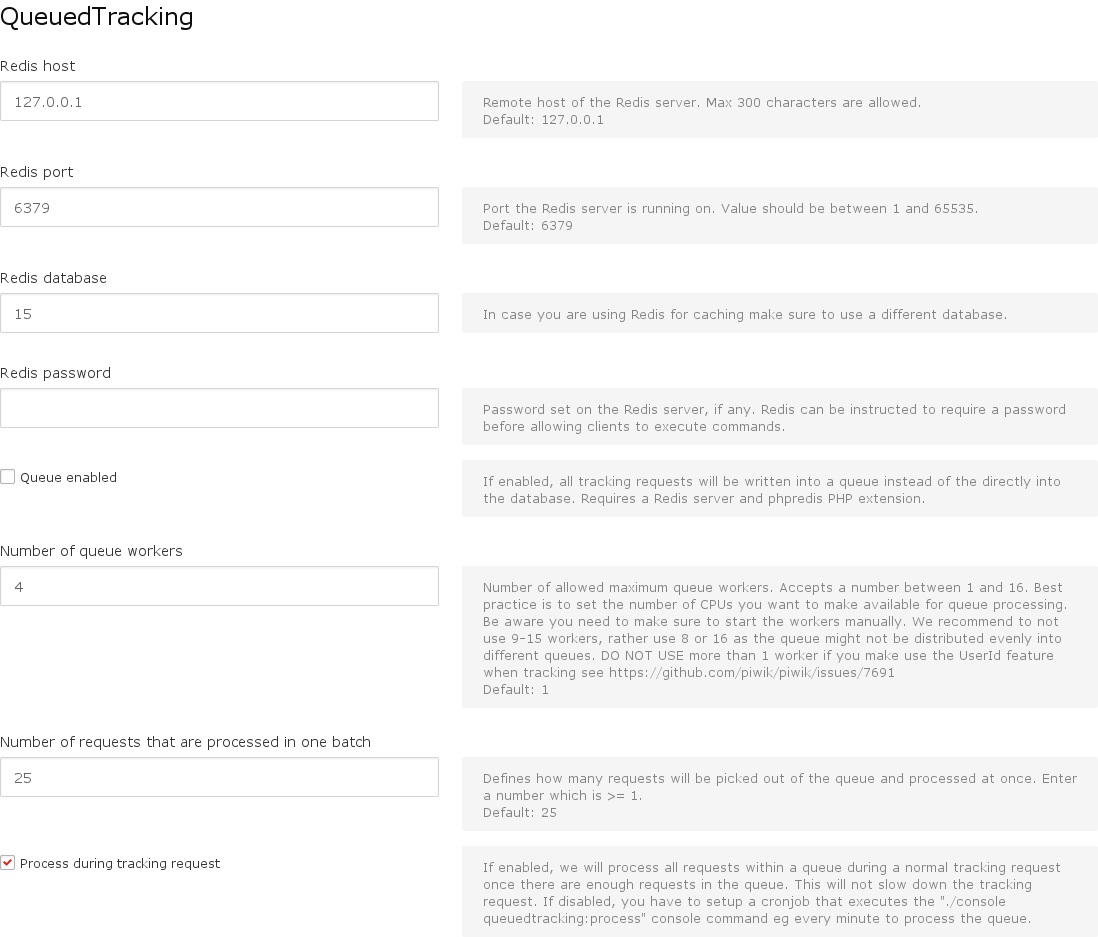 QueuedTracking
Redis host
127.0.0.1
Remote host of the Redis server. Max 300 characters are allowed.
Default: 127.0.0.1
Redis port
6379
Port the Redis server is running on. Value should be between 1 and 65535.
Default: 6379
Redis database
15
In case you are using Redis for caching make sure to use a different database.
Redis password
Password set on the Redis server, if any. Redis can be instructed to require a password
before allowing clients to execute commands.
Queue enabled
If enabled, all tracking requests will be written into a queue instead of the directly into
the database. Requires a Redis server and phpredis PHP extension.
Number of queue workers
4
Number of allowed maximum queue workers. Accepts a number between 1 and 16. Best
practice is to set the number of CPUs you want to make available for queue processing.
Be aware you need to make sure to start the workers manually. We recommend to not
use 9-15 workers, rather use 8 or 16 as the queue might not be distributed evenly into
different queues. DO NOT USE more than 1 worker if you make use the UserId feature
when tracking see https://github.com/piwik/piwik/issues/7691
Default: 1
Number of requests that are processed in one batch
25
Defines how many requests will be picked out of the queue and processed at once. Enter
a number which is >= 1.
Default: 25
Process during tracking request
If enabled, we will process all requests within a queue during a normal tracking request
once there are enough requests in the queue. This will not slow down the tracking
request. If disabled, you have to setup a cronjob that executes the "./console
queuedtracking:process" console command eg every minute to process the queue.